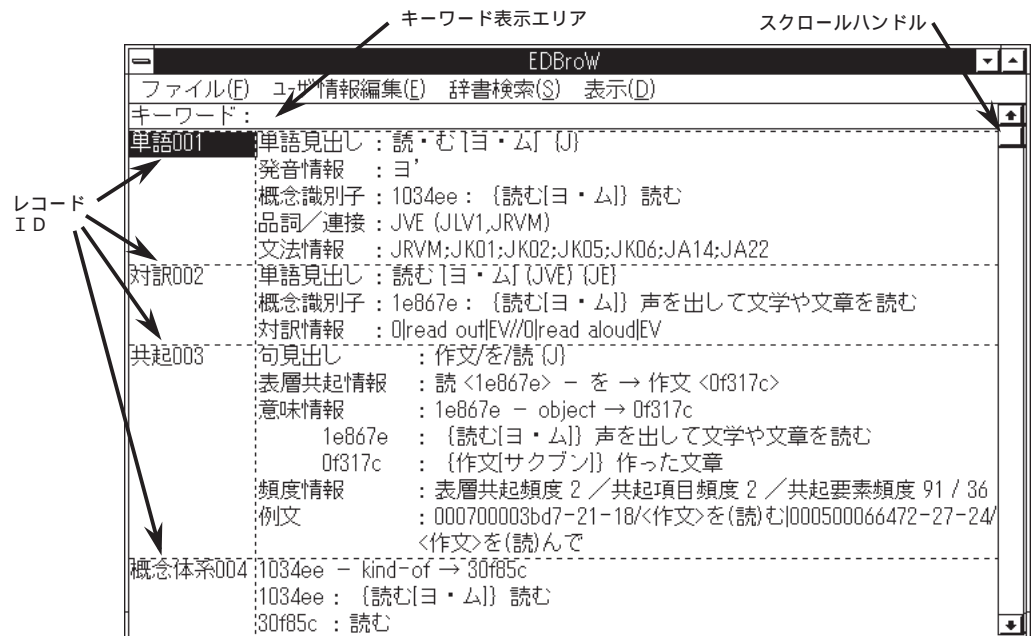 キーワード表示エリア
スクロールハンドル
EDBroW
ファイル(F) ユーザ情報編集(E) 辞書検索(S) 表示(D)
キーワード：
単語001 単語見出し：読・む [ヨ・ム] {J}
発音情報 ：ヨ’
概念識別子：1034ee： {読む[ヨ・ム]} 読む
品詞／連接：JVE (JLV1,JRVM)
文法情報 ：JRVM;JK01;JK02;JK05;JK06;JA14;JA22
レコード
ＩＤ
対訳002 単語見出し：読む [ヨ・ム] (JVE) {JE}
概念識別子：1e867e： {読む[ヨ・ム]} 声を出して文学や文章を読む
対訳情報 ：0|read out|EV//0|read aloud|EV
共起003 句見出し ：作文/を/読 {J}
表層共起情報 ：読 <1e867e> － を → 作文 <0f317c>
意味情報 ：1e867e － object → 0f317c
1e867e ： {読む[ヨ・ム]} 声を出して文学や文章を読む
0f317c ： {作文[サクブン]} 作った文章
頻度情報 ：表層共起頻度 2 ／共起項目頻度 2 ／共起要素頻度 91 / 36
例文 ：000700003bd7-21-18/<作文>を(読)む|000500066472-27-24/
<作文>を(読)んで
概念体系004 1034ee － kind-of → 30f85c
1034ee： {読む[ヨ・ム]} 読む
30f85c ：読む